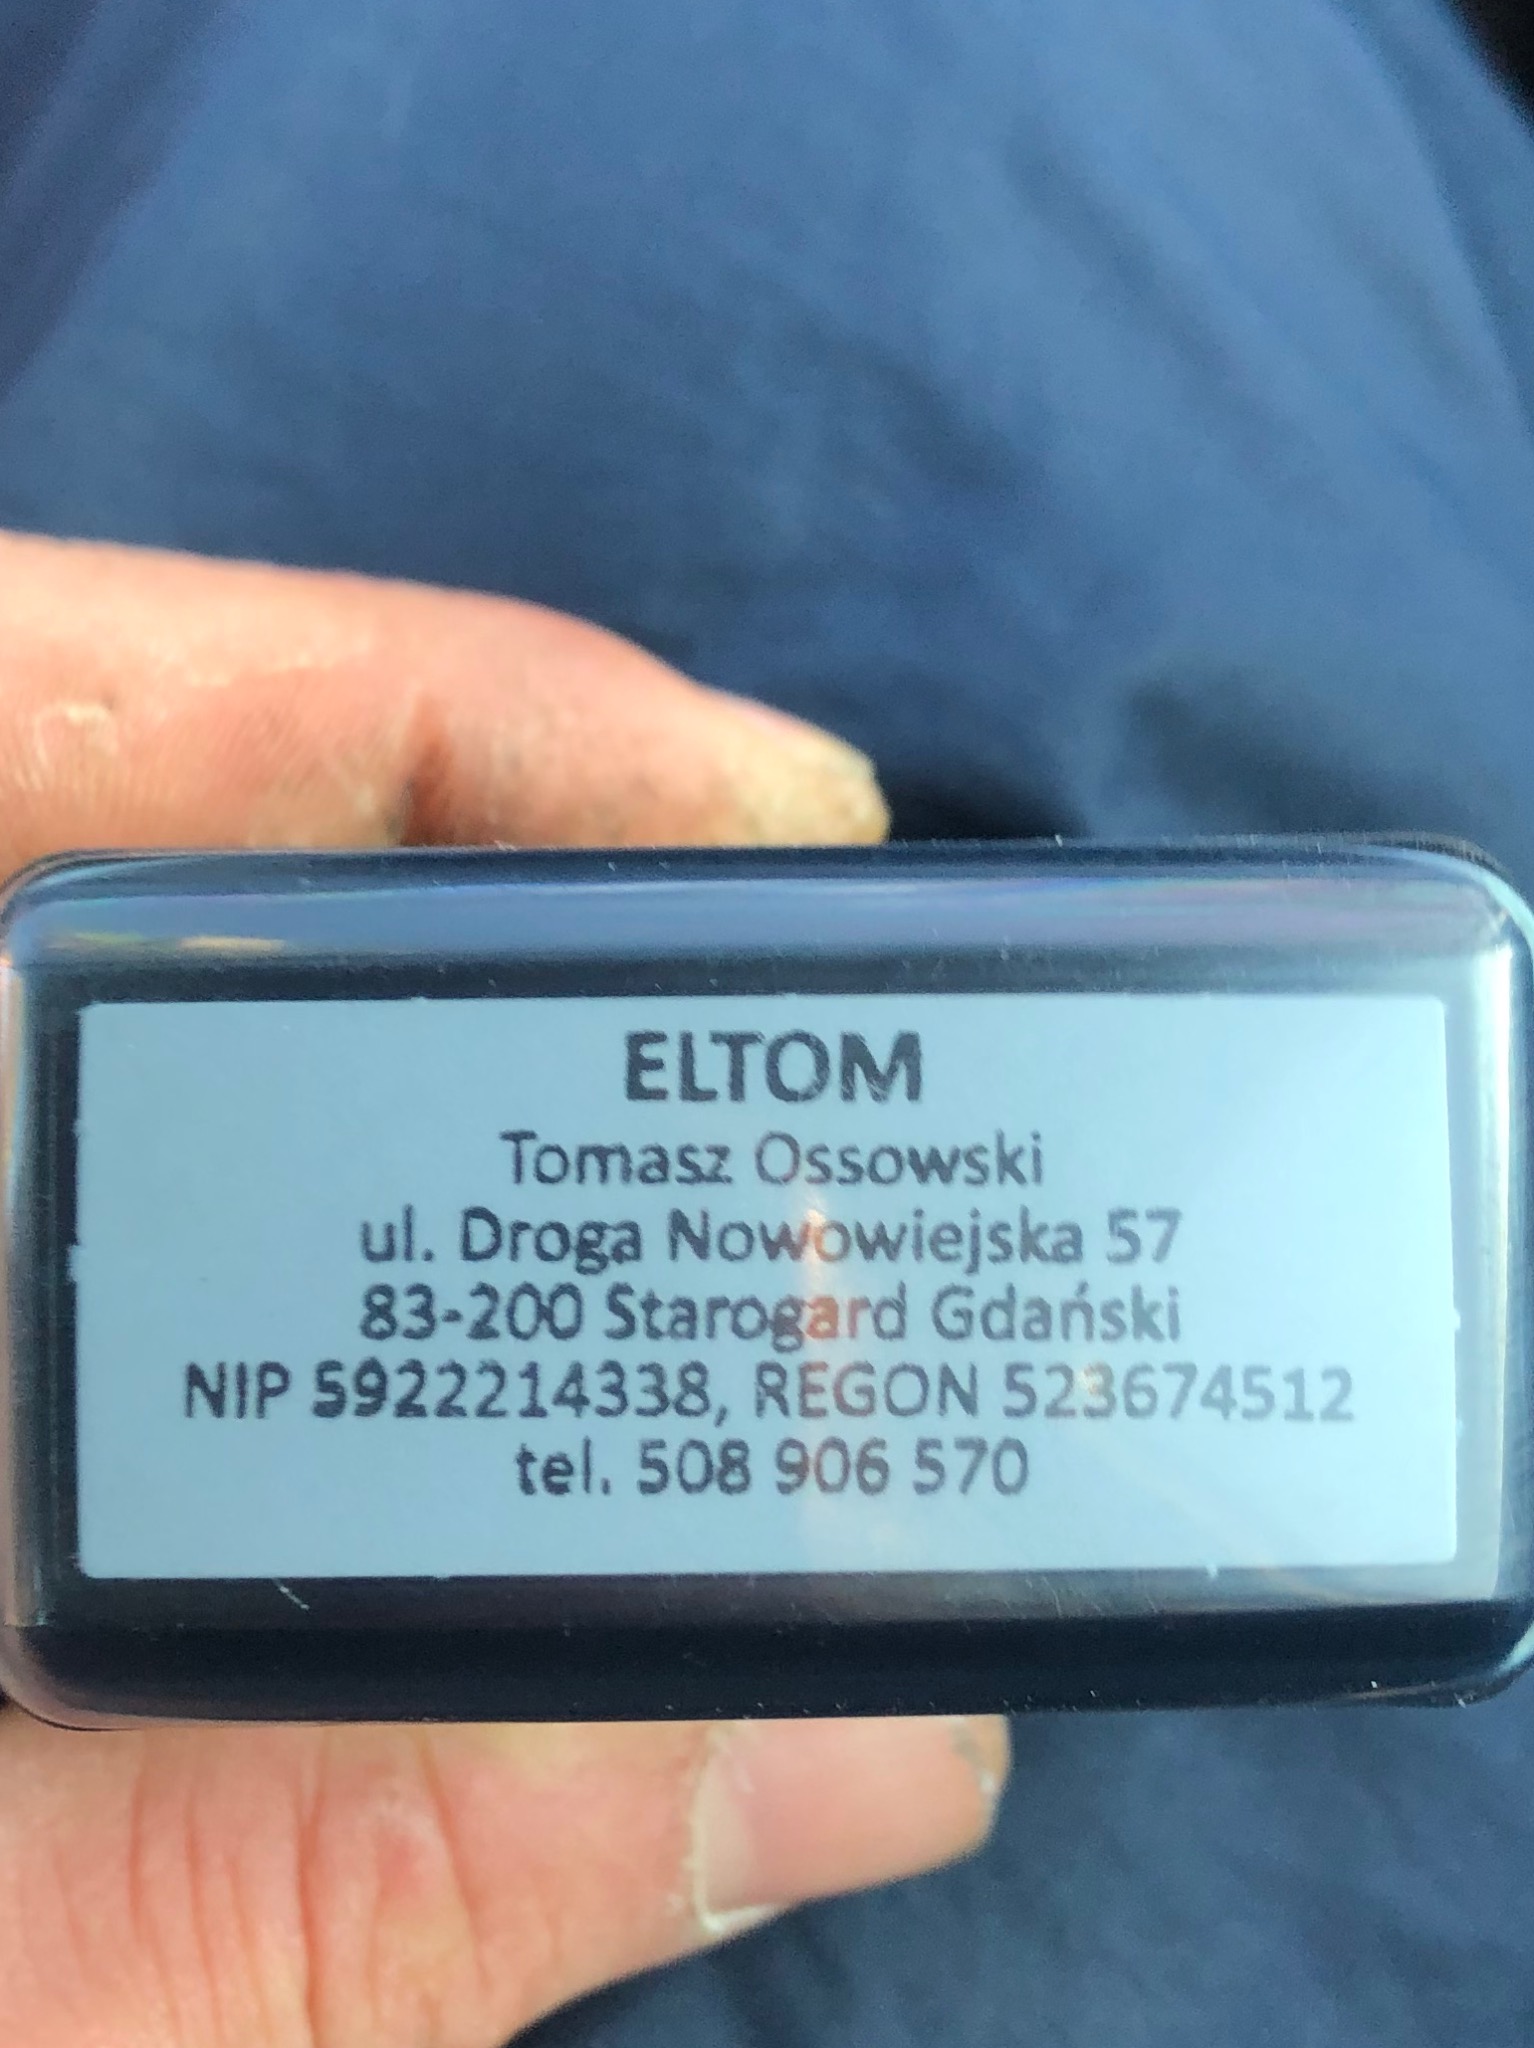 ELTOM
Tomasz Ossowski
ul. Droga Nowowiejska 57
83-200 Starogard Gdański
NIP 5922214338, REGON 523674512
tel. 508 906 570